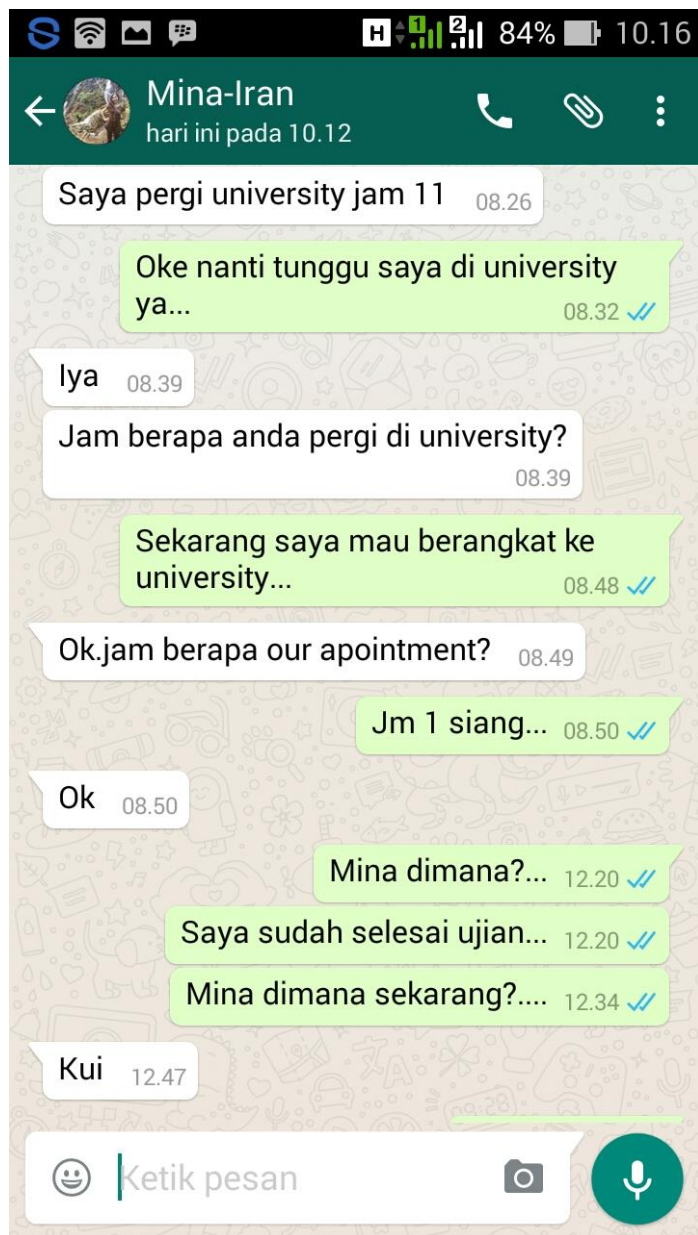 H 1 2 84% 10.16
Mina-Iran
hari ini pada 10.12
Saya pergi university jam 11 08.26
Oke nanti tunggu saya di university
ya... 08.32
Iya 08.39
Jam berapa anda pergi di university?
08.39
Sekarang saya mau berangkat ke
university... 08.48
Ok.jam berapa our apointment? 08.49
Jm 1 siang... 08.50
Ok 08.50
Mina dimana?... 12.20
Saya sudah selesai ujian... 12.20
Mina dimana sekarang?.... 12.34
Kui 12.47
Ketik pesan